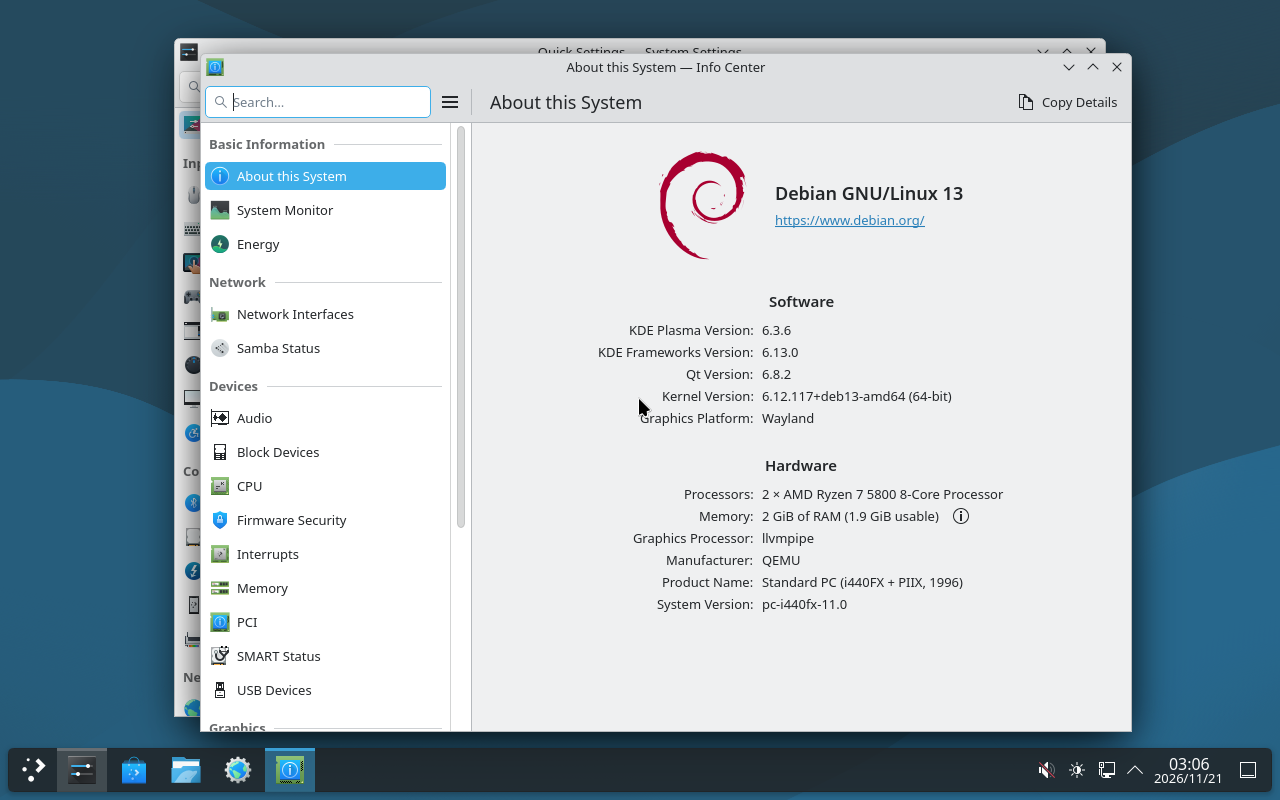 Quick Settings — System Settings
About this System — Info Center
Search...
About this System
Copy Details
Basic Information
About this System
System Monitor
Energy
Network
Network Interfaces
Samba Status
Devices
Audio
Block Devices
CPU
Firmware Security
Interrupts
Memory
PCI
SMART Status
USB Devices
Graphics
Debian GNU/Linux 13
https://www.debian.org/
Software
KDE Plasma Version: 6.3.6
KDE Frameworks Version: 6.13.0
Qt Version: 6.8.2
Kernel Version: 6.12.117+deb13-amd64 (64-bit)
Graphics Platform: Wayland
Hardware
Processors: 2 × AMD Ryzen 7 5800 8-Core Processor
Memory: 2 GiB of RAM (1.9 GiB usable)
Graphics Processor: llvmpipe
Manufacturer: QEMU
Product Name: Standard PC (i440FX + PIIX, 1996)
System Version: pc-i440fx-11.0
03:06
2026/11/21